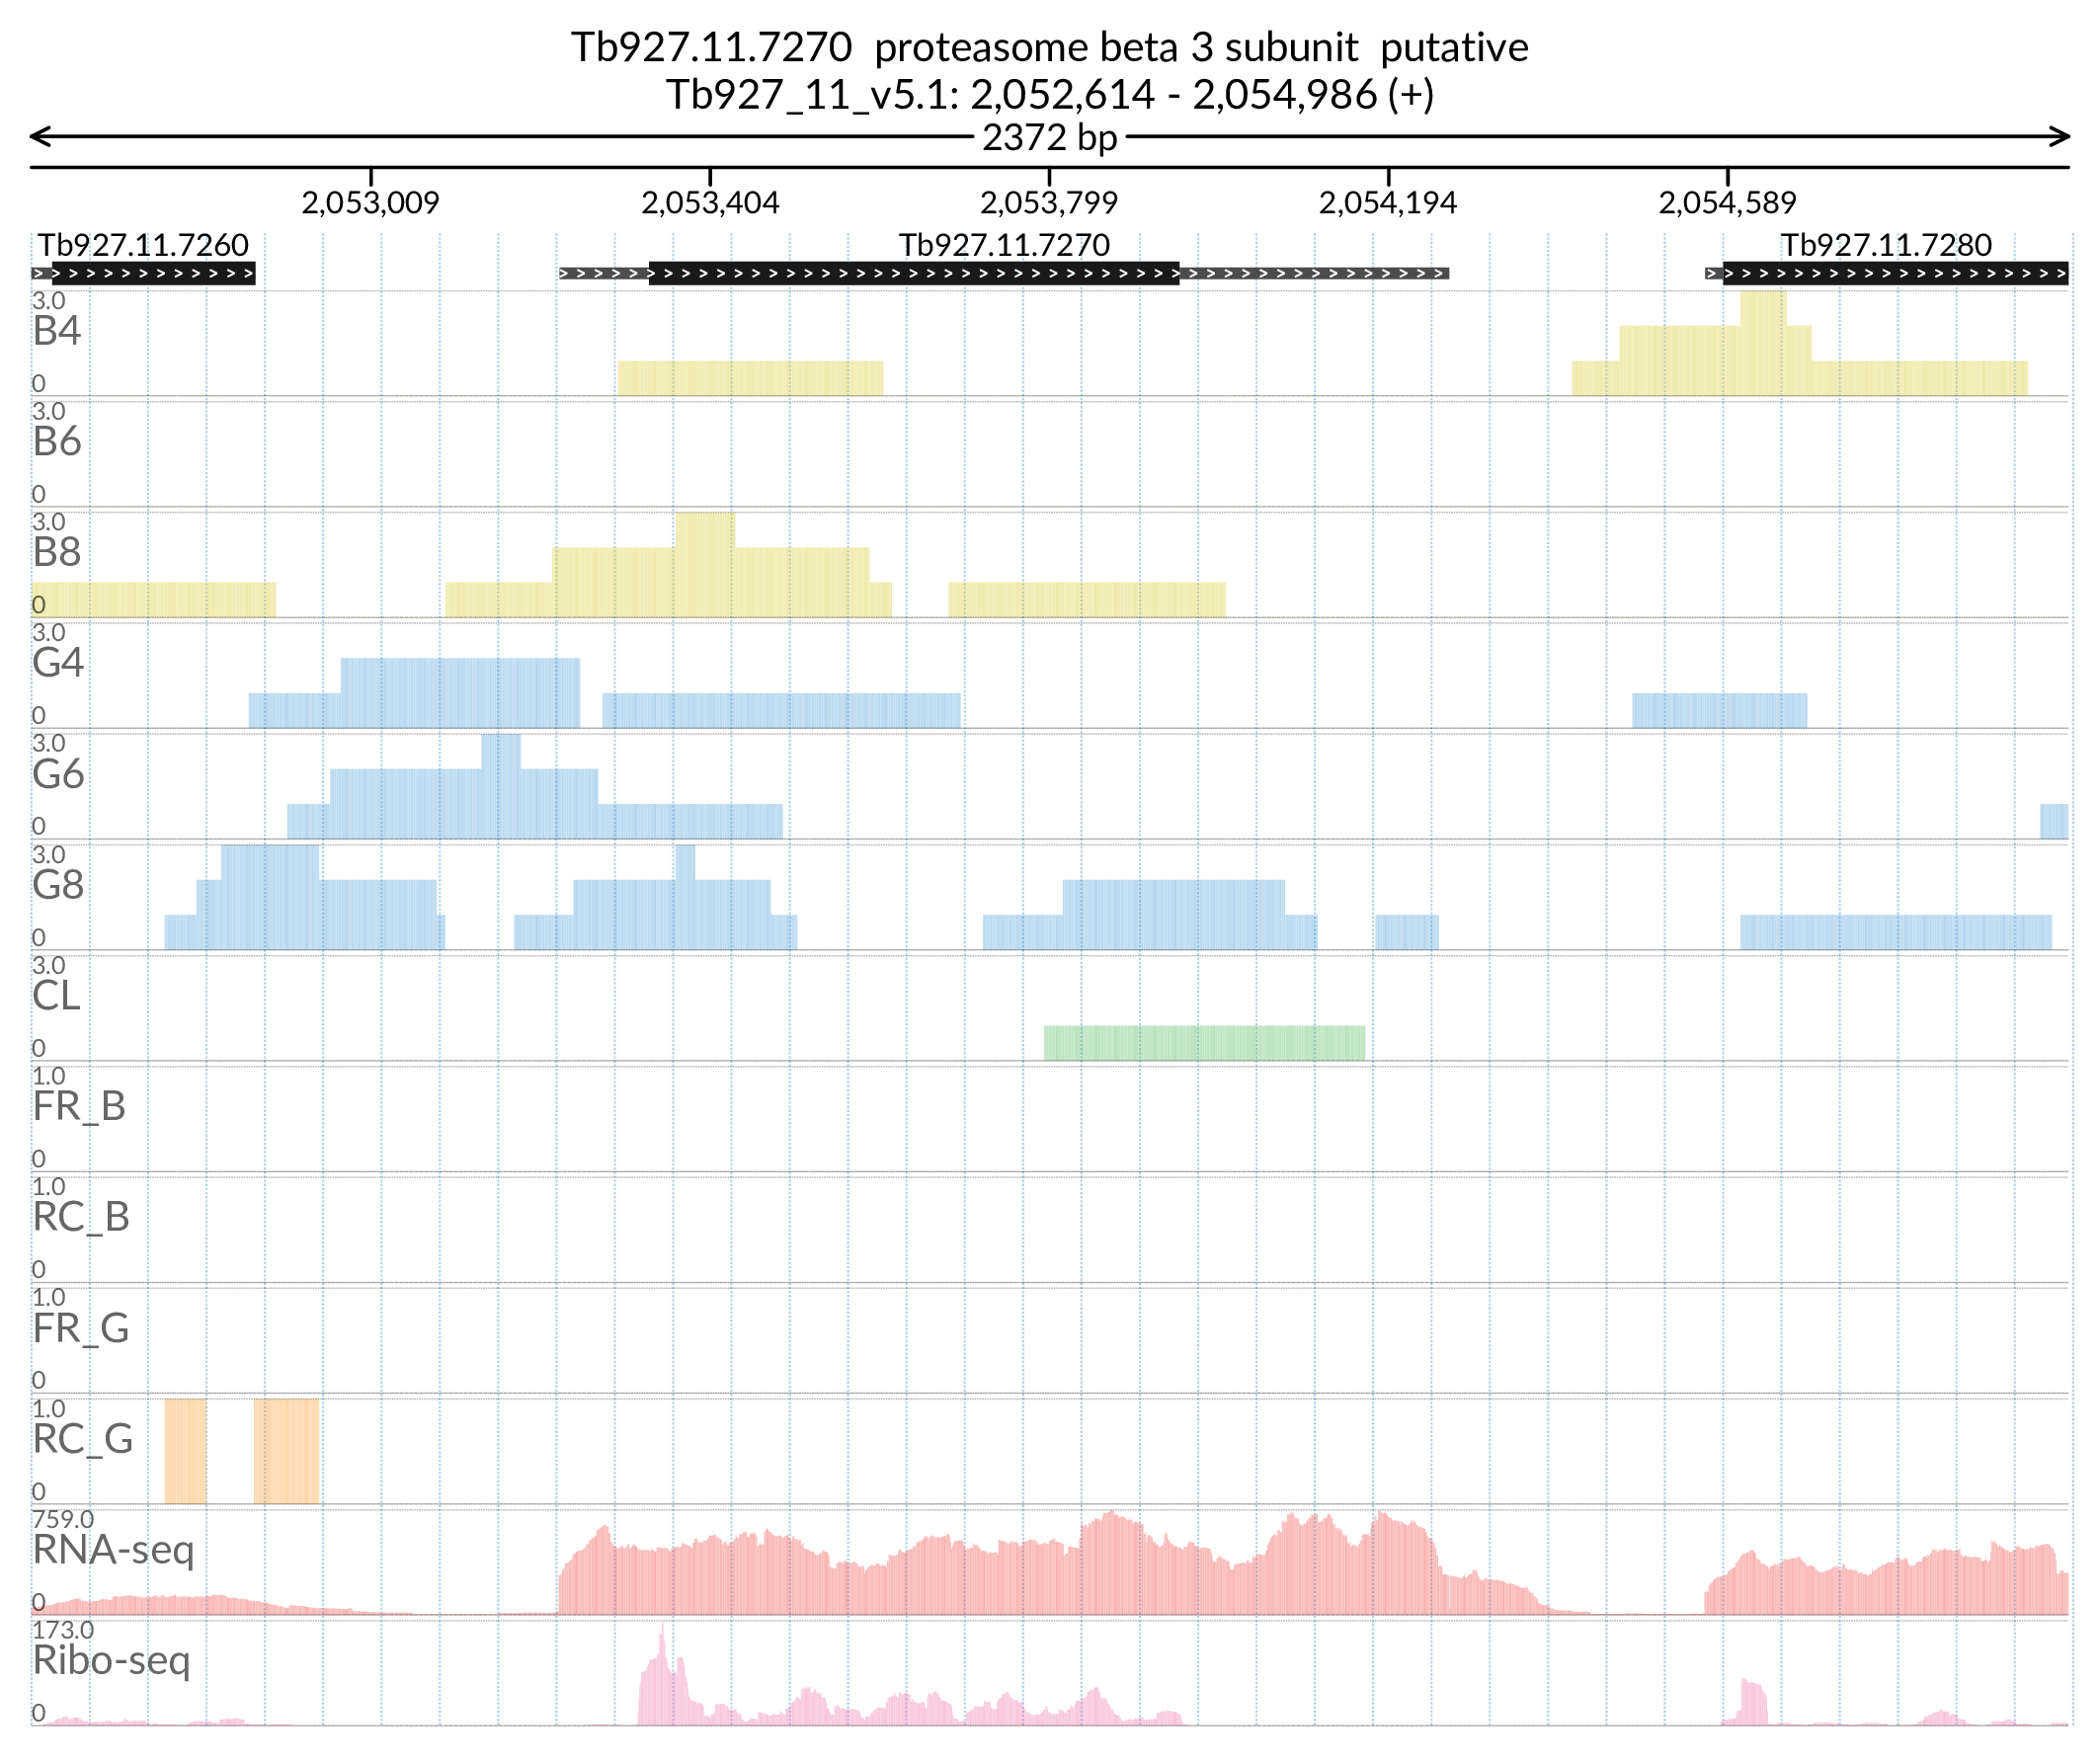 Tb927.11.7270 proteasome beta 3 subunit putative
Tb927_11_v5.1: 2,052,614 - 2,054,986 (+)
2372 bp
2,053,009 2,053,404 2,053,799 2,054,194 2,054,589
Tb927.11.7260 Tb927.11.7270 Tb927.11.7280
3.0
B4
0
3.0
B6
0
3.0
B8
0
3.0
G4
0
3.0
G6
0
3.0
G8
0
3.0
CL
0
1.0
FR_B
0
1.0
RC_B
0
1.0
FR_G
0
1.0
RC_G
0
759.0
RNA-seq
0
173.0
Ribo-seq
0